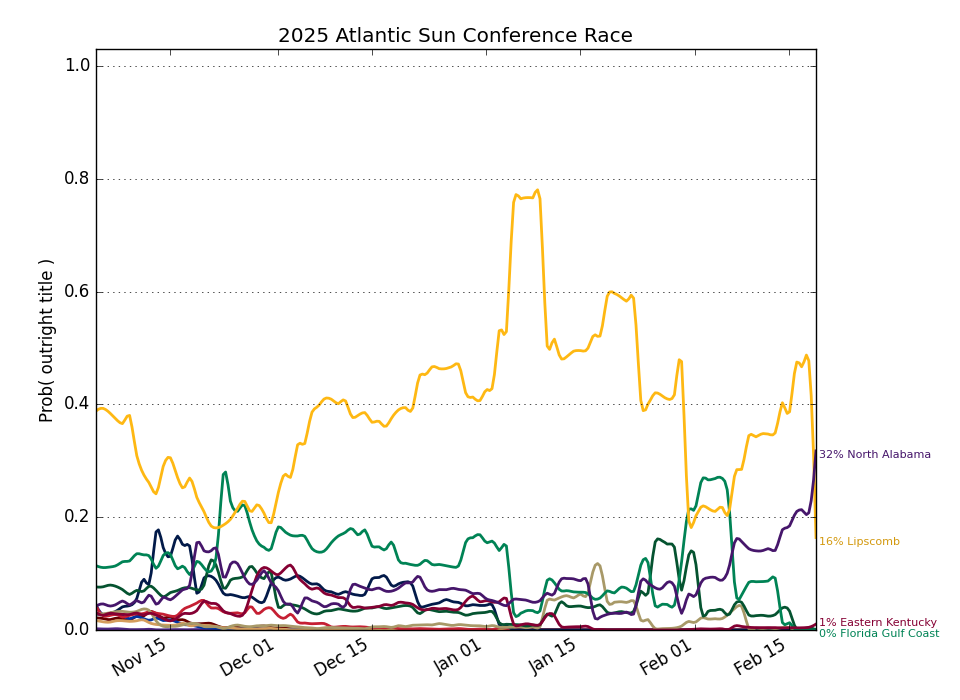 2025 Atlantic Sun Conference Race
Prob( outright title )
1.0
0.8
0.6
0.4
0.2
0.0
32% North Alabama
16% Lipscomb
1% Eastern Kentucky
0% Florida Gulf Coast
Nov 15
Dec 01
Dec 15
Jan 01
Jan 15
Feb 01
Feb 15